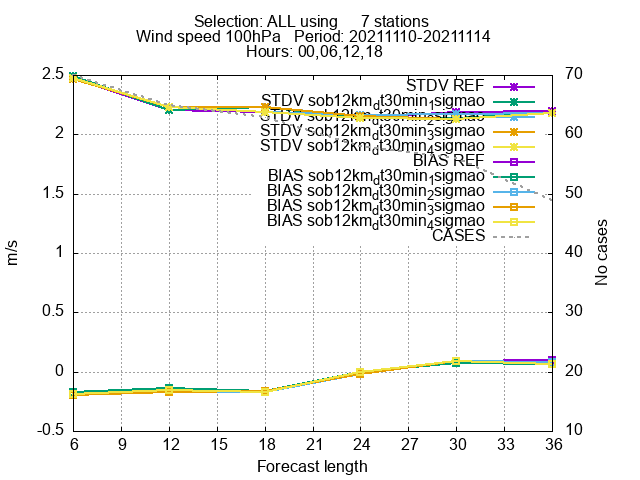 Selection: ALL using 7 stations
Wind speed 100hPa Period: 20211110-20211114
Hours: 00,06,12,18
STDV REF
STDV sob12km_dt30min_1sigmao
STDV sob12km_dt30min_2sigmao
STDV sob12km_dt30min_3sigmao
STDV sob12km_dt30min_4sigmao
BIAS REF
BIAS sob12km_dt30min_1sigmao
BIAS sob12km_dt30min_2sigmao
BIAS sob12km_dt30min_3sigmao
BIAS sob12km_dt30min_4sigmao
CASES
2.5
2
1.5
1
0.5
0
-0.5
m/s
70
60
50
40
30
20
10
No cases
6 9 12 15 18 21 24 27 30 33 36
Forecast length